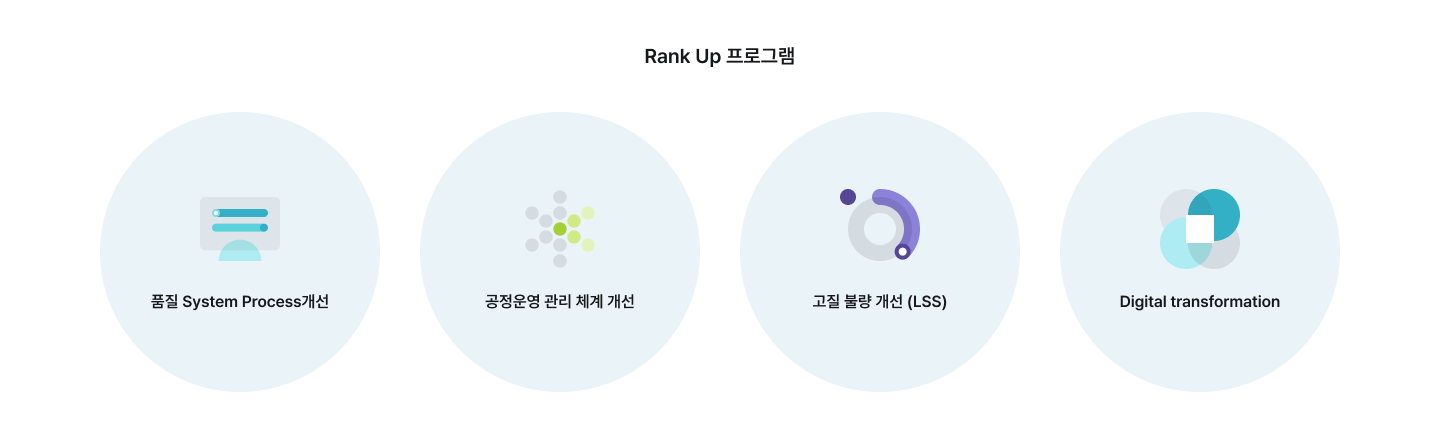 Rank Up 프로그램
품질 System Process개선
공정운영 관리 체계 개선
고질 불량 개선 (LSS)
Digital transformation